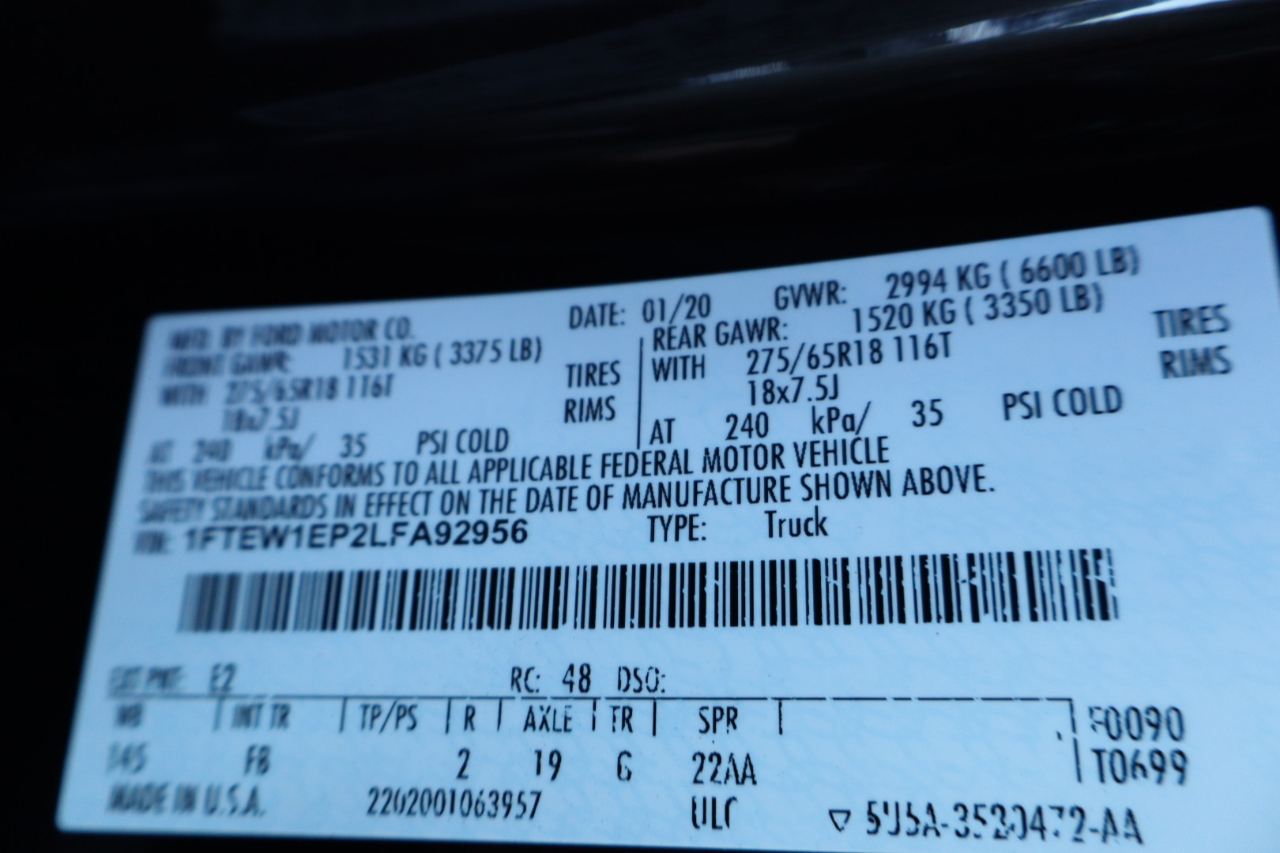 MFD. BY FORD MOTOR CO. DATE: 01/20 GVWR: 2994 KG ( 6600 LB)
FRONT GAWR: 1531 KG ( 3375 LB) REAR GAWR: 1520 KG ( 3350 LB)
WITH 275/65R18 116T TIRES WITH 275/65R18 116T TIRES
18x7.5J RIMS 18x7.5J RIMS
AT 240 kPa/ 35 PSI COLD AT 240 kPa/ 35 PSI COLD
THIS VEHICLE CONFORMS TO ALL APPLICABLE FEDERAL MOTOR VEHICLE
SAFETY STANDARDS IN EFFECT ON THE DATE OF MANUFACTURE SHOWN ABOVE.
VIN: 1FTEW1EP2LFA92956 TYPE: Truck
EXT PNT: E2 RC: 48 DSO:
WB INT TR TP/PS R AXLE TR SPR F0090
145 FB 2 19 G 22AA T0699
MADE IN U.S.A. 2202001063957 ULC